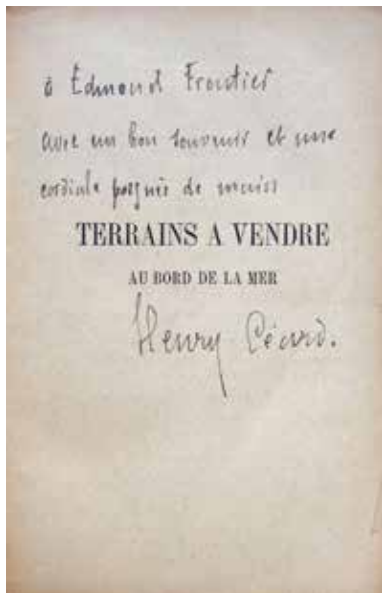 à Edmond Frontier
avec un bon souvenir et une
cordiale poignée de mains
TERRAINS A VENDRE
AU BORD DE LA MER
Henry Céard.